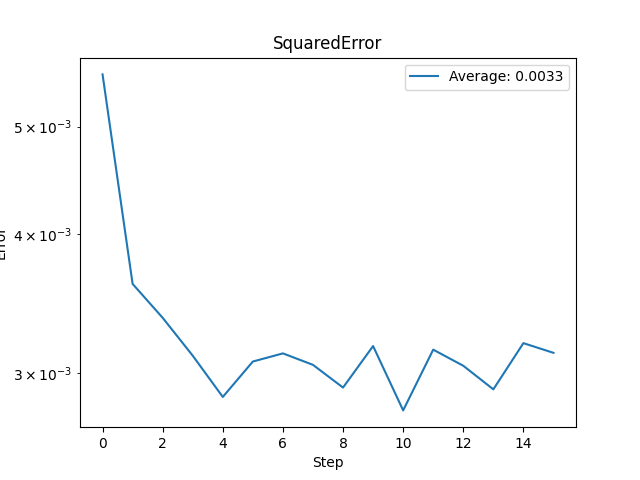 SquaredError
Average: 0.0033
5 × 10⁻³
4 × 10⁻³
3 × 10⁻³
Error
0 2 4 6 8 10 12 14
Step